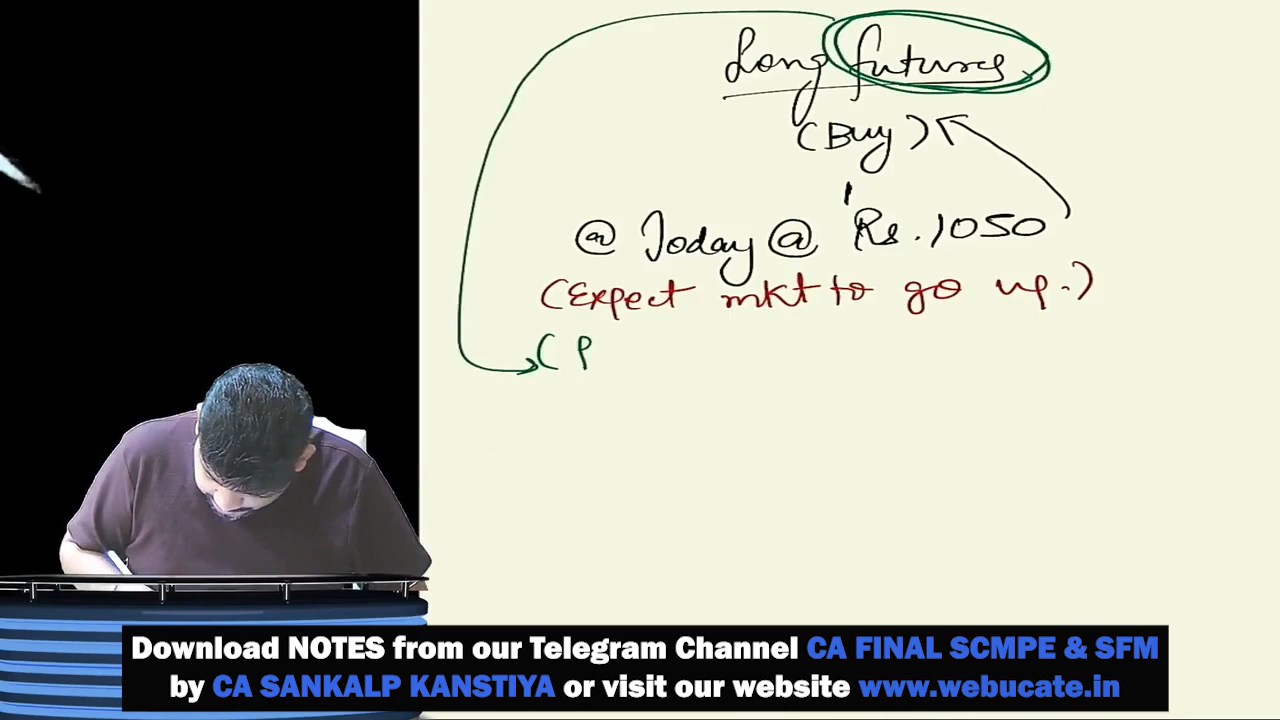 Long futures
(Buy)
@ Today @ Rs. 1050
(Expect mkt to go up.)
( P
Download NOTES from our Telegram Channel CA FINAL SCMPE & SFM
by CA SANKALP KANSTIYA or visit our website www.webucate.in